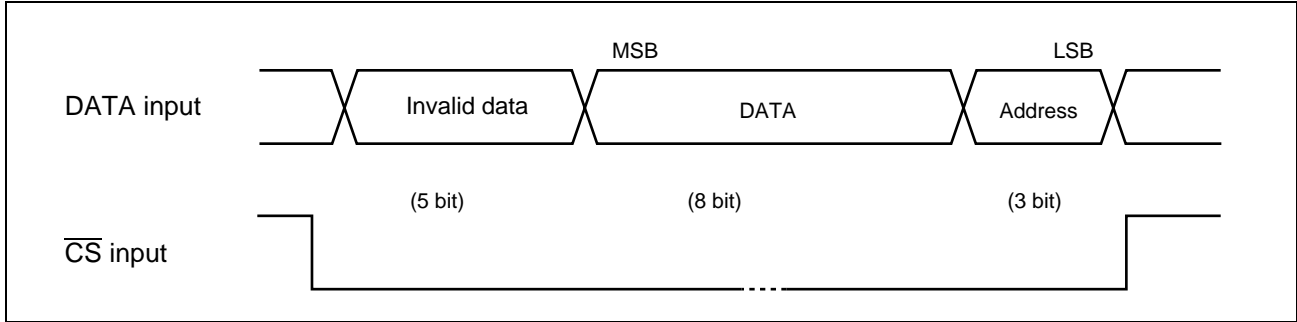 MSB LSB
DATA input Invalid data DATA Address
(5 bit) (8 bit) (3 bit)
CS input